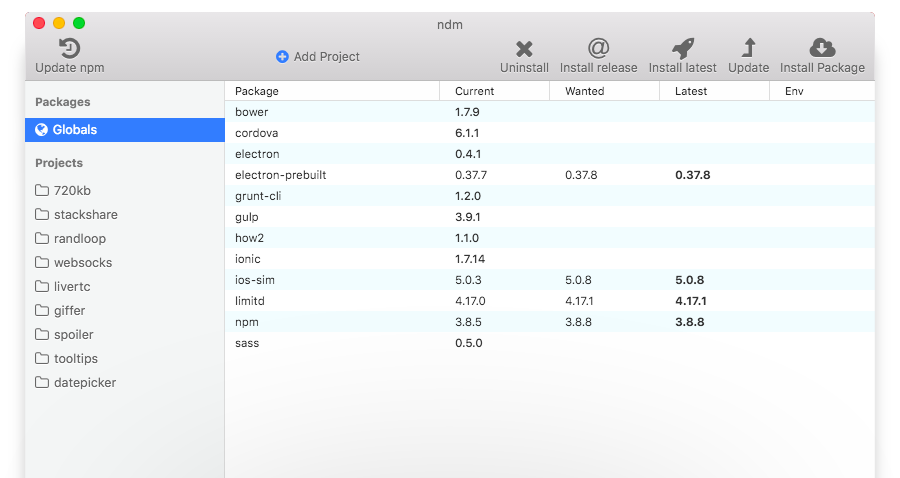 ndm
Update npm
Add Project
Uninstall
Install release
Install latest
Update
Install Package
Packages
Globals
Projects
720kb
stackshare
randloop
websocks
livertc
giffer
spoiler
tooltips
datepicker
Package Current Wanted Latest Env
bower 1.7.9
cordova 6.1.1
electron 0.4.1
electron-prebuilt 0.37.7 0.37.8 0.37.8
grunt-cli 1.2.0
gulp 3.9.1
how2 1.1.0
ionic 1.7.14
ios-sim 5.0.3 5.0.8 5.0.8
limitd 4.17.0 4.17.1 4.17.1
npm 3.8.5 3.8.8 3.8.8
sass 0.5.0